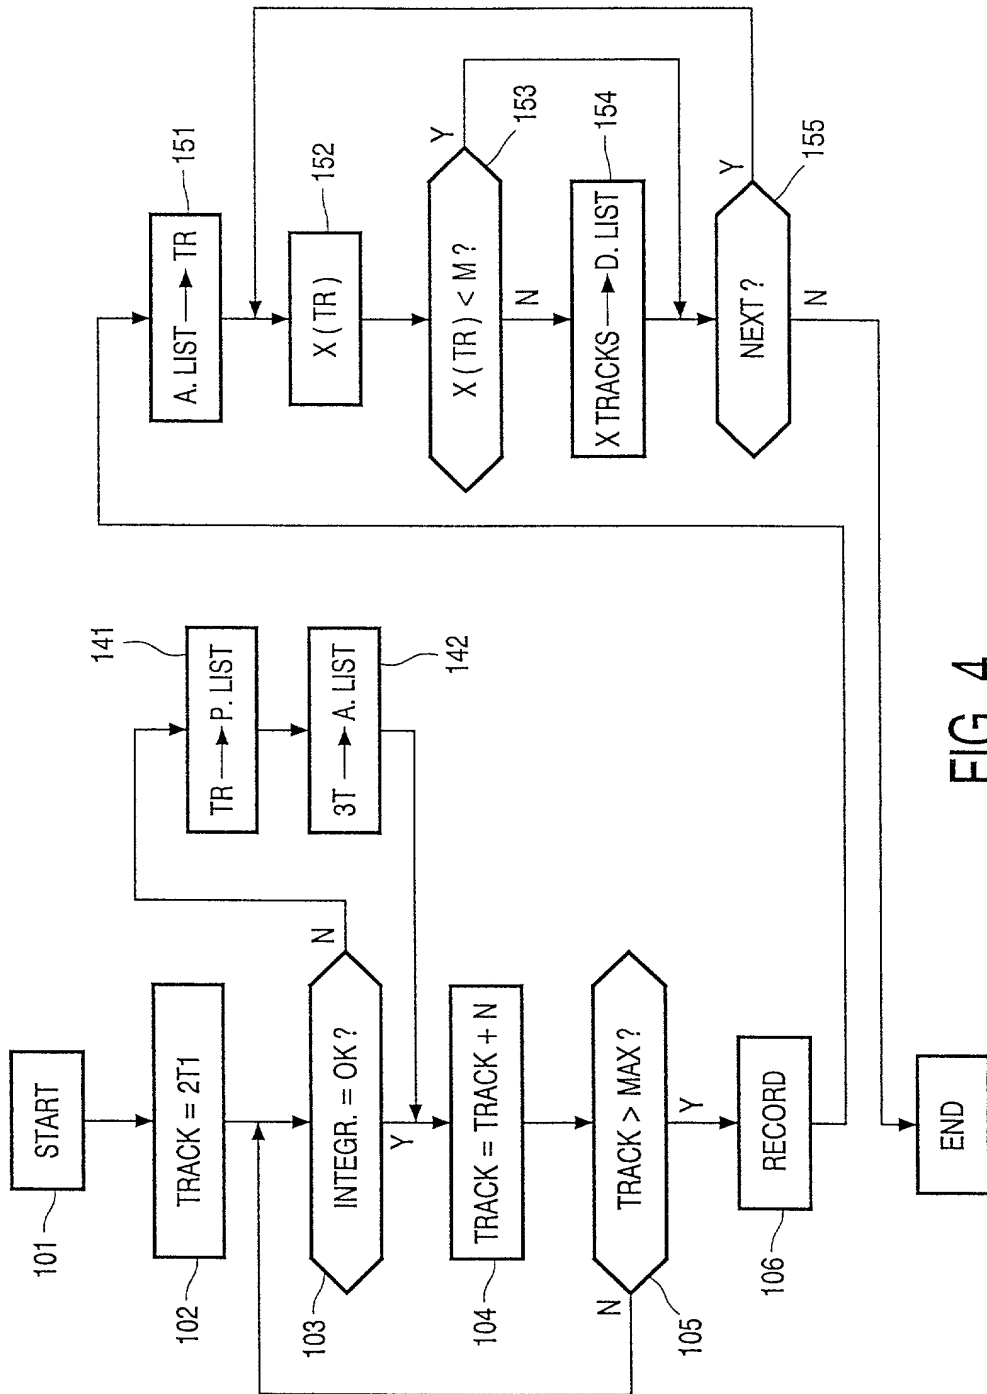 START
101
TRACK = 2T1
102
INTEGR. = OK?
103
N
Y
TR → P. LIST
141
3T → A. LIST
142
TRACK = TRACK + N
104
TRACK > MAX?
105
N
Y
RECORD
106
A. LIST → TR
151
X ( TR )
152
X ( TR ) < M ?
153
Y
N
X TRACKS → D. LIST
154
NEXT ?
155
Y
N
END
FIG. 4